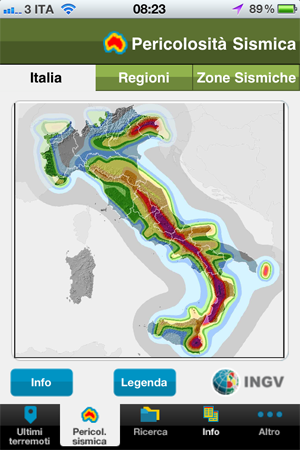 3 ITA 08:23 89%
Pericolosità Sismica
Italia Regioni Zone Sismiche
Info Legenda INGV
Ultimi terremoti
Pericol. sismica
Ricerca
Info
Altro